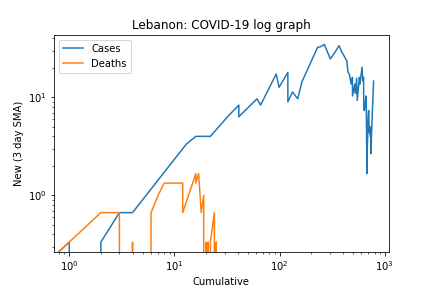 Lebanon: COVID-19 log graph
Cases
Deaths
New (3 day SMA)
10¹
10⁰
10⁰ 10¹ 10² 10³
Cumulative